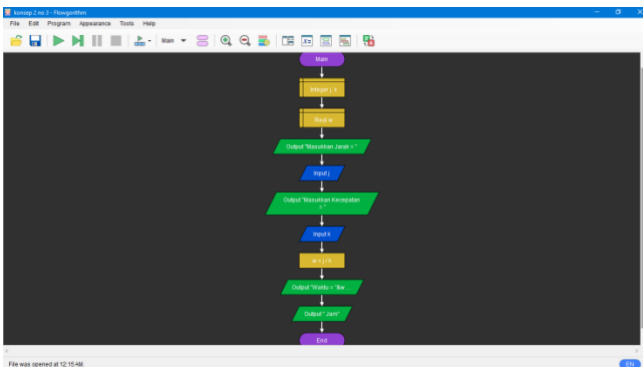 konsep 2 no 3 - Flowgorithm
File Edit Program Appearance Tools Help
Main
Main
Integer j, k
Real w
Output "Masukkan Jarak = "
Input j
Output "Masukkan Kecepatan
= "
Input k
w = j / k
Output "Waktu = "&w ...
Output " Jam"
End
File was opened at 12:15 AM.
EN